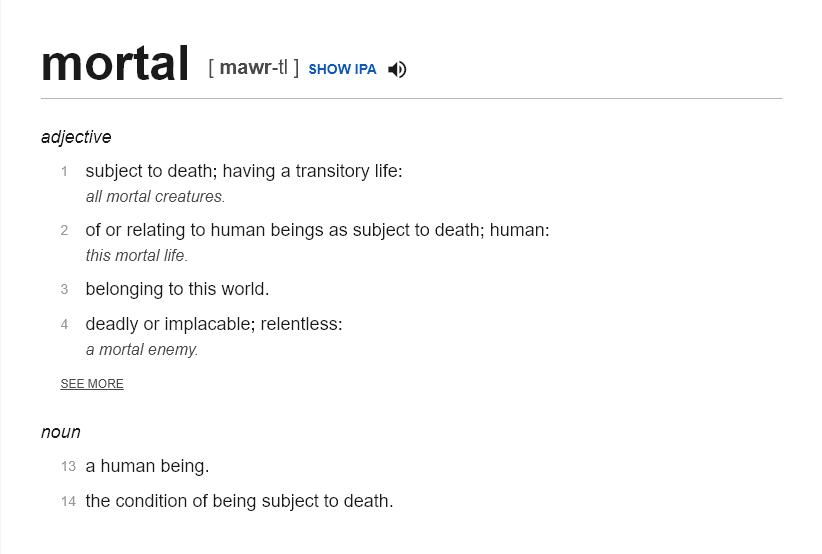 mortal [ mawr-tl ] SHOW IPA
adjective
1 subject to death; having a transitory life:
all mortal creatures.
2 of or relating to human beings as subject to death; human:
this mortal life.
3 belonging to this world.
4 deadly or implacable; relentless:
a mortal enemy.
SEE MORE
noun
13 a human being.
14 the condition of being subject to death.